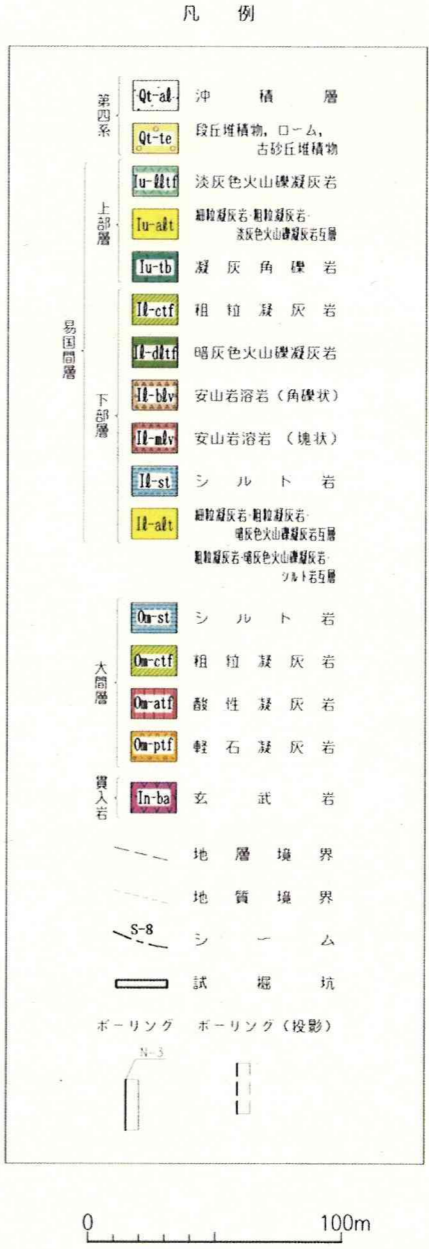 凡 例
第四系
Qt-al 沖 積 層
Qt-te 段丘堆積物, ローム,
古砂丘堆積物
易国間層
上部層
Iu-lltf 淡灰色火山礫凝灰岩
Iu-alt 細粒凝灰岩・粗粒凝灰岩・
淡灰色火山礫凝灰岩互層
Iu-tb 凝 灰 角 礫 岩
下部層
Il-ctf 粗 粒 凝 灰 岩
Il-dltf 暗灰色火山礫凝灰岩
Il-blv 安山岩溶岩（角礫状）
Il-mlv 安山岩溶岩 （塊状）
Il-st シ ル ト 岩
Il-alt 細粒凝灰岩・粗粒凝灰岩・
暗灰色火山礫凝灰岩互層
粗粒凝灰岩・暗灰色火山礫凝灰岩・
シルト岩互層
大間層
Om-st シ ル ト 岩
Om-ctf 粗 粒 凝 灰 岩
Om-atf 酸 性 凝 灰 岩
Om-ptf 軽 石 凝 灰 岩
貫入岩
In-ba 玄 武 岩
地 層 境 界
地 質 境 界
S-8 シ ー ム
試 掘 坑
ボーリング ボーリング（投影）
N-3
0 100m